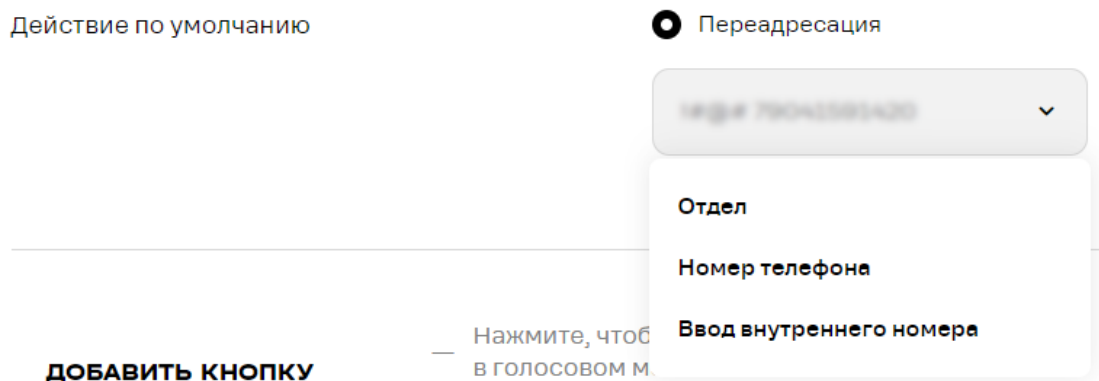 Действие по умолчанию
Переадресация
Отдел
Номер телефона
Ввод внутреннего номера
Нажмите, чтоб
в голосовом м
ДОБАВИТЬ КНОПКУ —